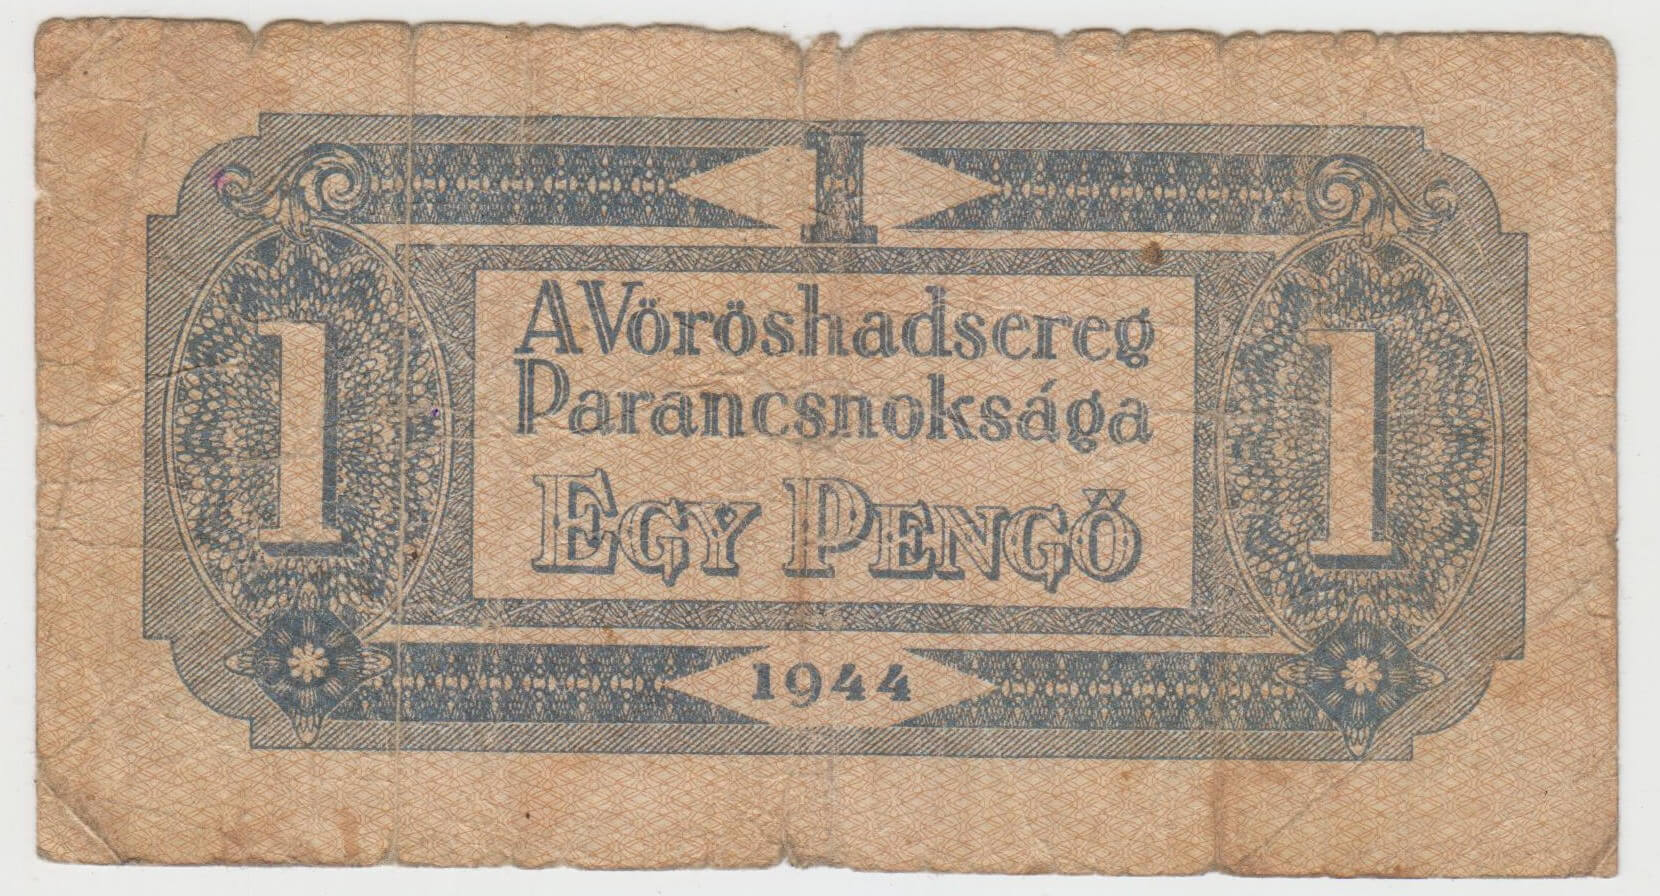 1
A Vöröshadsereg
Parancsnoksága
EGY PENGŐ
1
1
1944